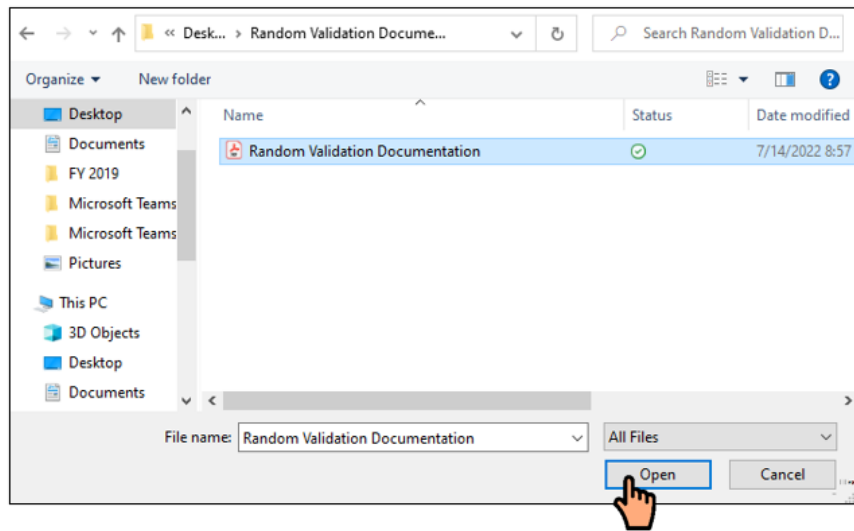 « Desk... › Random Validation Docume...
Search Random Validation D...
Organize
New folder
?
Name
Status
Date modified
Random Validation Documentation
7/14/2022 8:57
Desktop
Documents
FY 2019
Microsoft Teams
Microsoft Teams
Pictures
This PC
3D Objects
Desktop
Documents
File name: Random Validation Documentation
All Files
Open
Cancel